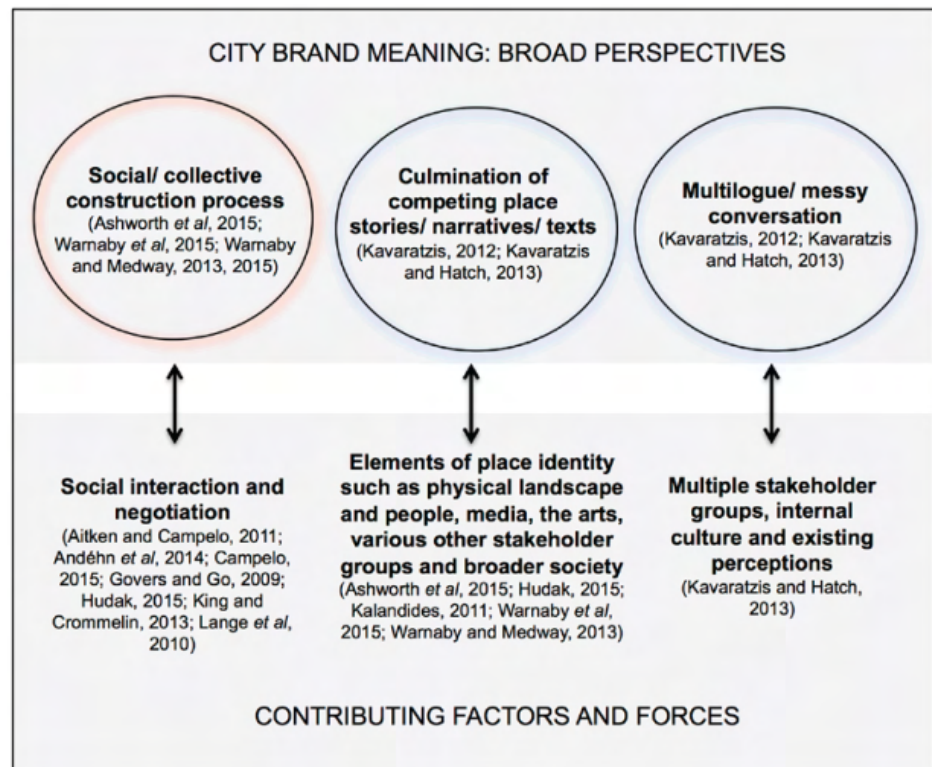 CITY BRAND MEANING: BROAD PERSPECTIVES
Social/ collective
construction process
(Ashworth et al, 2015;
Warnaby et al, 2015; Warnaby
and Medway, 2013, 2015)
Culmination of
competing place
stories/ narratives/ texts
(Kavaratzis, 2012; Kavaratzis
and Hatch, 2013)
Multilogue/ messy
conversation
(Kavaratzis, 2012; Kavaratzis
and Hatch, 2013)
Social interaction and
negotiation
(Aitken and Campelo, 2011;
Andéhn et al, 2014; Campelo,
2015; Govers and Go, 2009;
Hudak, 2015; King and
Crommelin, 2013; Lange et al,
2010)
Elements of place identity
such as physical landscape
and people, media, the arts,
various other stakeholder
groups and broader society
(Ashworth et al, 2015; Hudak, 2015;
Kalandides, 2011; Warnaby et al,
2015; Warnaby and Medway, 2013)
Multiple stakeholder
groups, internal
culture and existing
perceptions
(Kavaratzis and Hatch,
2013)
CONTRIBUTING FACTORS AND FORCES